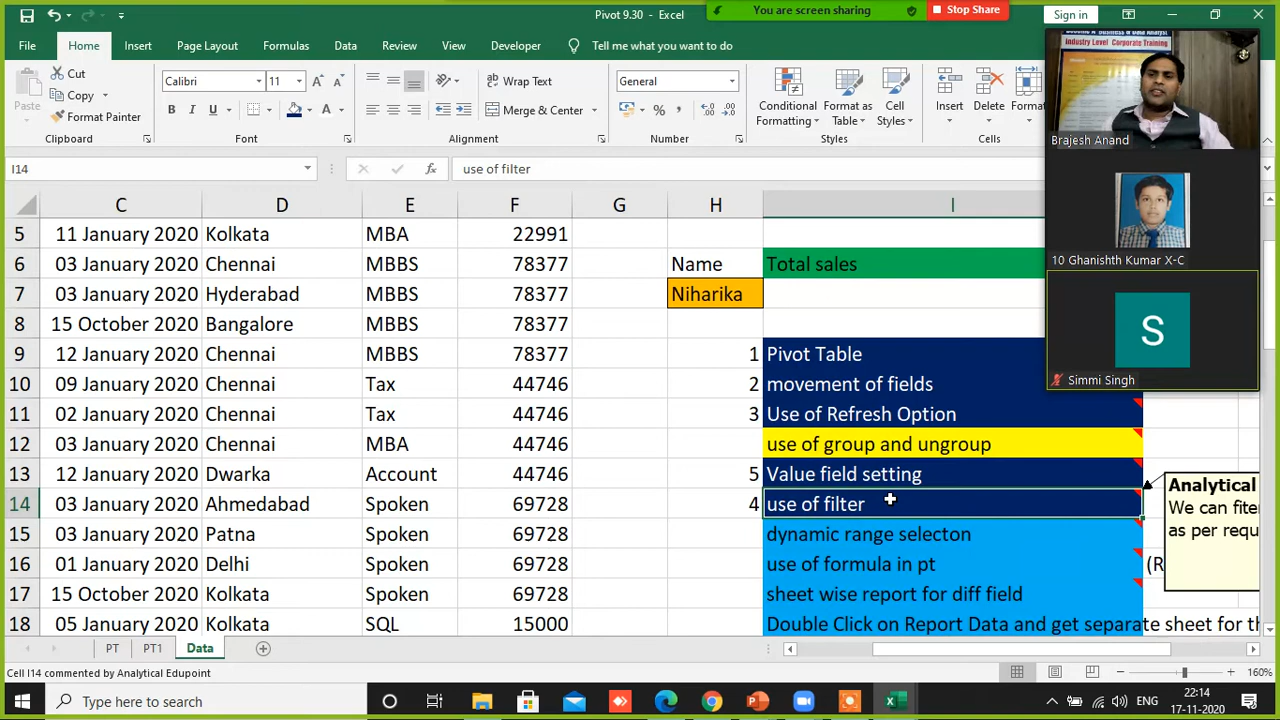 Pivot 9.30 - Excel
You are screen sharing
Stop Share
Sign in
File
Home
Insert
Page Layout
Formulas
Data
Review
View
Developer
Tell me what you want to do
Industry Level Corporate Training
Paste
Cut
Copy
Format Painter
Clipboard
Calibri
11
Font
Wrap Text
Merge & Center
Alignment
General
Number
Conditional Formatting
Format as Table
Cell Styles
Styles
Insert
Delete
Format
Cells
Brajesh Anand
10 Ghanishth Kumar X-C
S
Simmi Singh
I14
use of filter
C D E F G H I
5 11 January 2020 Kolkata MBA 22991
6 03 January 2020 Chennai MBBS 78377 Name Total sales
7 03 January 2020 Hyderabad MBBS 78377 Niharika
8 15 October 2020 Bangalore MBBS 78377
9 12 January 2020 Chennai MBBS 78377 1 Pivot Table
10 09 January 2020 Chennai Tax 44746 2 movement of fields
11 02 January 2020 Chennai Tax 44746 3 Use of Refresh Option
12 03 January 2020 Chennai MBA 44746 use of group and ungroup
13 12 January 2020 Dwarka Account 44746 5 Value field setting
14 03 January 2020 Ahmedabad Spoken 69728 4 use of filter
15 03 January 2020 Patna Spoken 69728 dynamic range selecton
16 01 January 2020 Delhi Spoken 69728 use of formula in pt (R
17 15 October 2020 Kolkata Spoken 69728 sheet wise report for diff field
18 05 January 2020 Kolkata SQL 15000 Double Click on Report Data and get separate sheet for th
Analytical
We can fiter
as per requ
PT
PT1
Data
Cell I14 commented by Analytical Edupoint
160%
Type here to search
ENG
22:14
17-11-2020